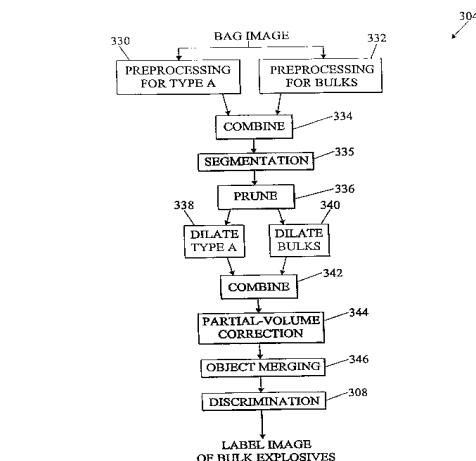 304
BAG IMAGE
330
332
PREPROCESSING
FOR TYPE A
PREPROCESSING
FOR BULKS
COMBINE
334
SEGMENTATION
335
PRUNE
336
338
340
DILATE
TYPE A
DILATE
BULKS
COMBINE
342
PARTIAL-VOLUME
CORRECTION
344
OBJECT MERGING
346
DISCRIMINATION
308
LABEL IMAGE
OF BULK EXPLOSIVES